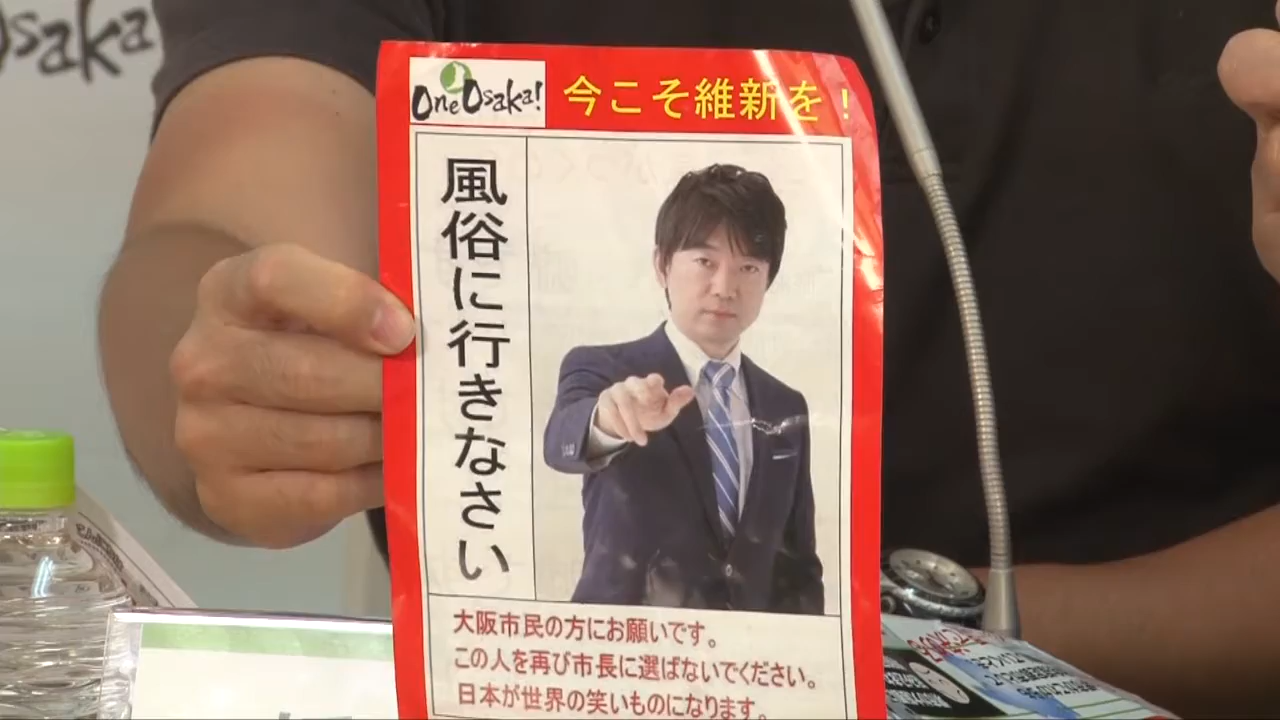 Osaka
OneOsaka!
今こそ維新を！
風俗に行きなさい
大阪市民の方にお願いです。
この人を再び市長に選ばないでください。
日本が世界の笑いものになります。